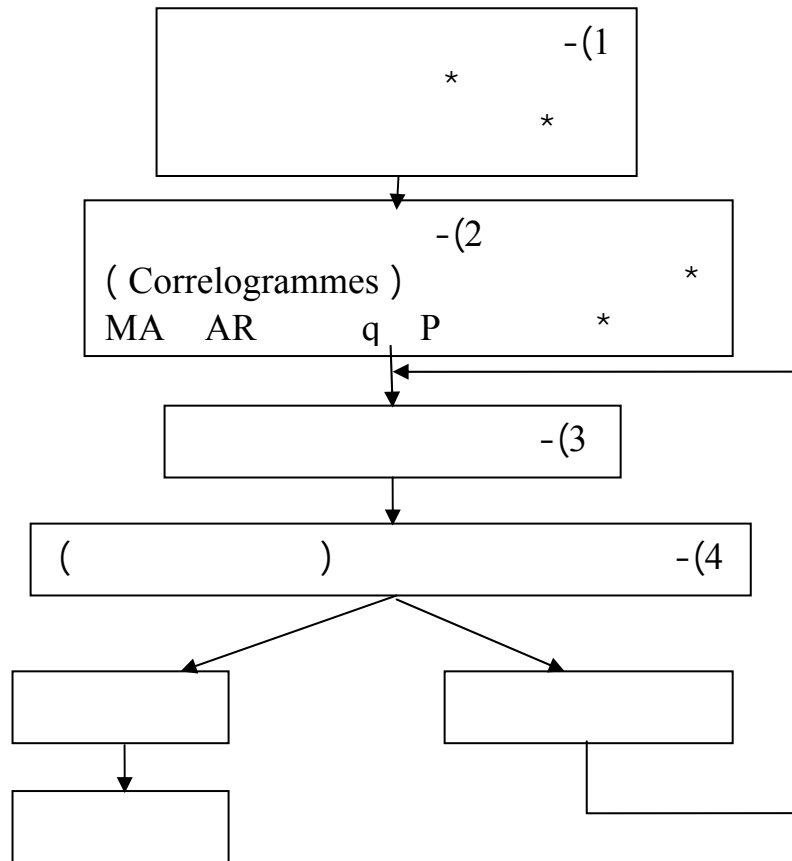 1)-
*
*
2)-
* ( Correlogrammes )
* P q AR MA
3)-
4)- ( )